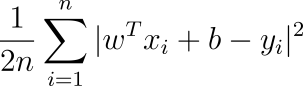 \frac{1}{2n} \sum_{i=1}^{n} |w^T x_i + b - y_i|^2